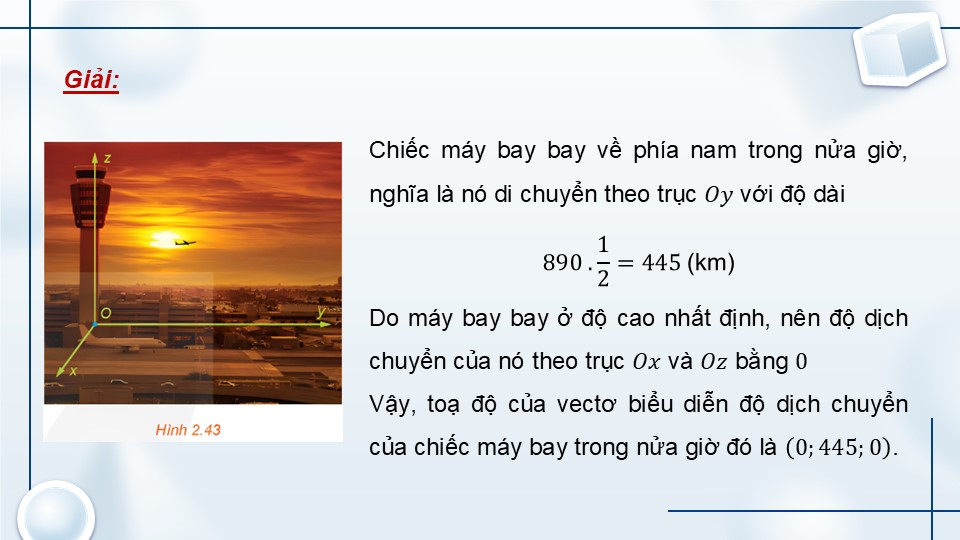 Giải:
z
O
y
x
Hình 2.43
Chiếc máy bay bay về phía nam trong nửa giờ,
nghĩa là nó di chuyển theo trục Oy với độ dài
890 . 1/2 = 445 (km)
Do máy bay bay ở độ cao nhất định, nên độ dịch
chuyển của nó theo trục Ox và Oz bằng 0
Vậy, toạ độ của vectơ biểu diễn độ dịch chuyển
của chiếc máy bay trong nửa giờ đó là (0; 445; 0).